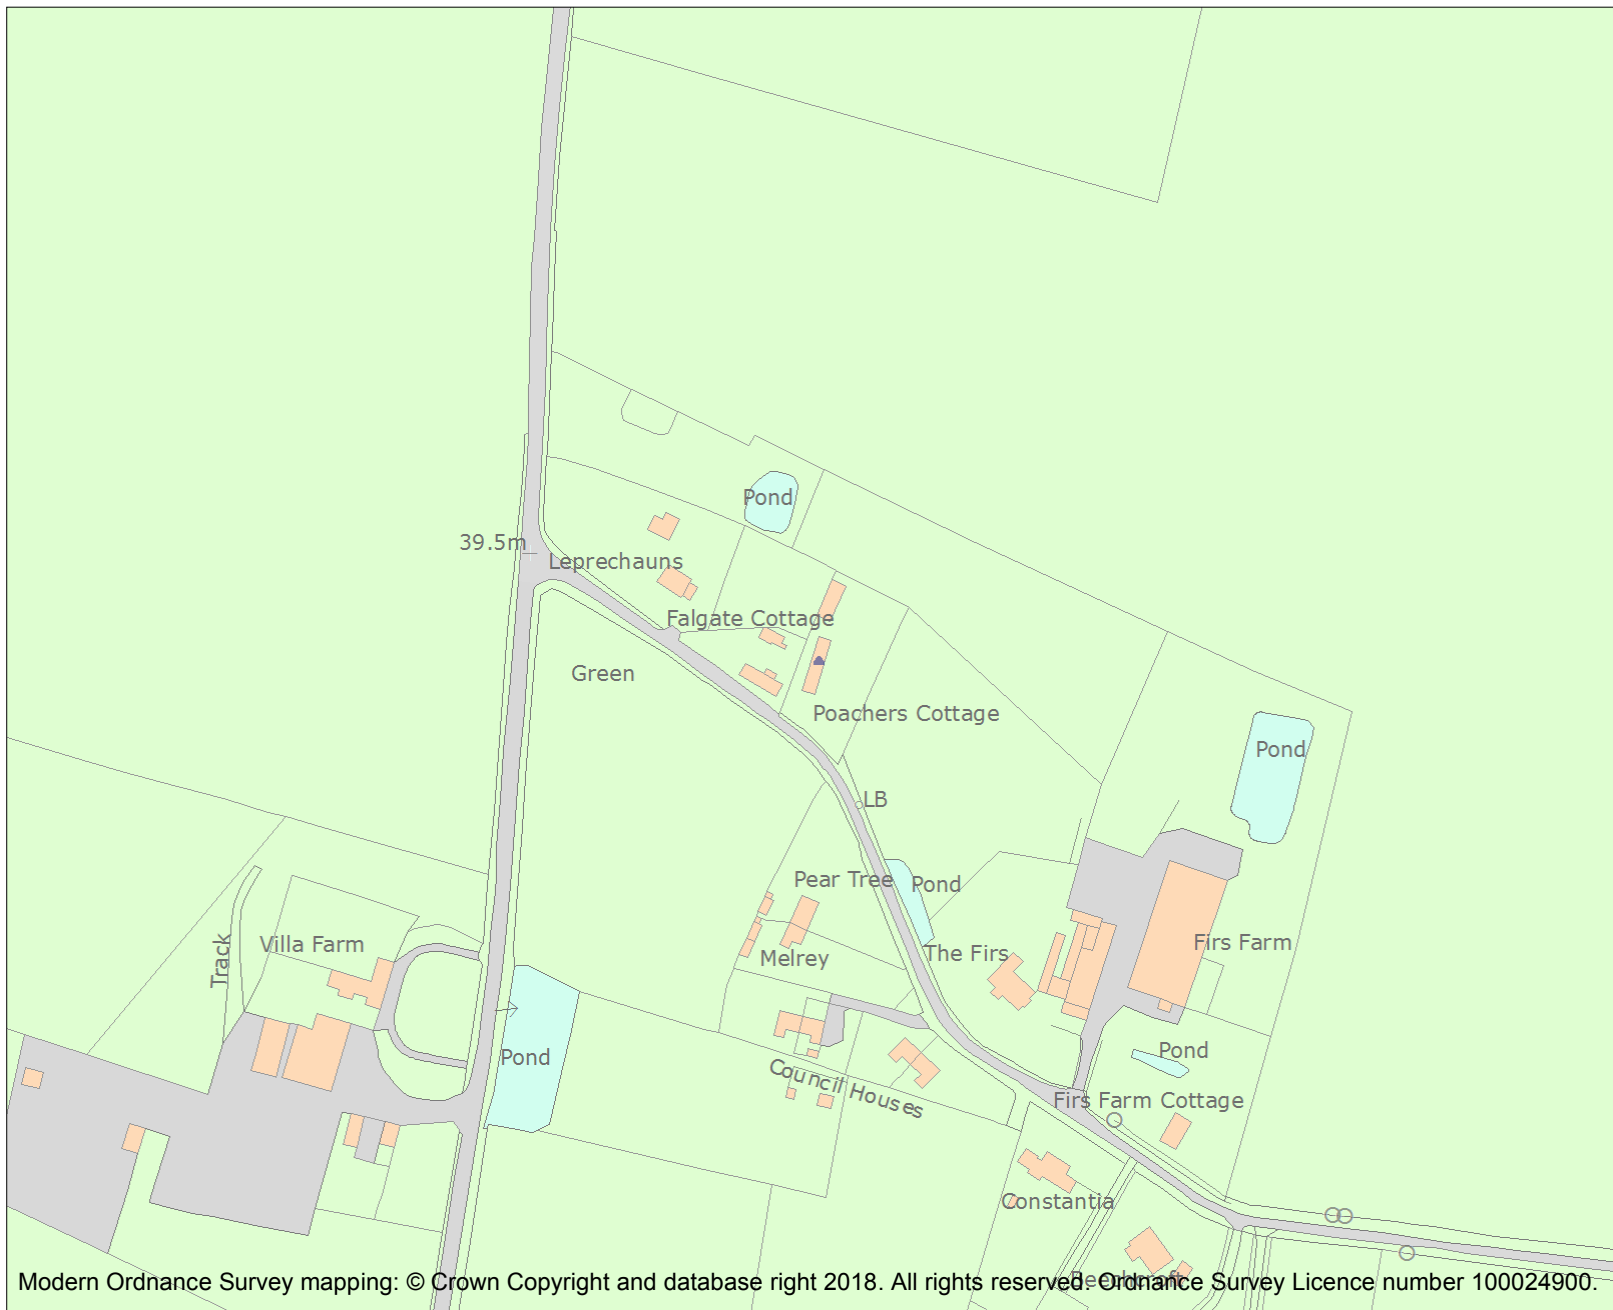 Pond
39.5m
Leprechauns
Falgate Cottage
Green
Poachers Cottage
Pond
LB
Pear Tree
Pond
Villa Farm
Track
Melrey
The Firs
Firs Farm
Pond
Pond
Council Houses
Firs Farm Cottage
Constantia
Beechcroft
Modern Ordnance Survey mapping: © Crown Copyright and database right 2018. All rights reserved. Ordnance Survey Licence number 100024900.